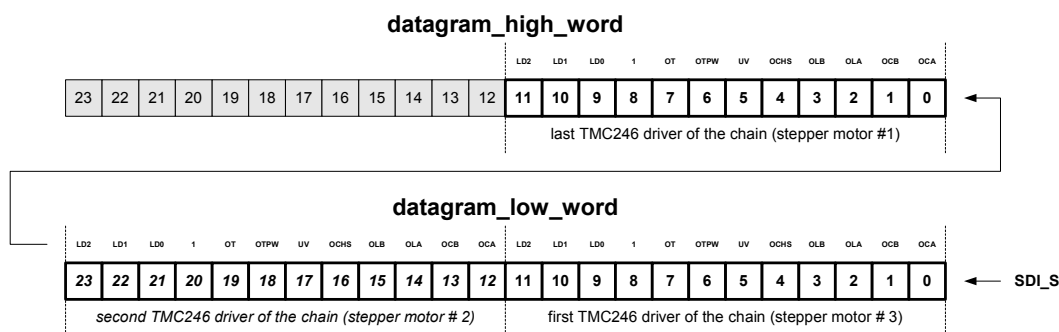 datagram_high_word
LD2 LD1 LD0 1 OT OTPW UV OCHS OLB OLA OCB OCA
23 22 21 20 19 18 17 16 15 14 13 12 11 10 9 8 7 6 5 4 3 2 1 0
last TMC246 driver of the chain (stepper motor #1)
datagram_low_word
LD2 LD1 LD0 1 OT OTPW UV OCHS OLB OLA OCB OCA LD2 LD1 LD0 1 OT OTPW UV OCHS OLB OLA OCB OCA
23 22 21 20 19 18 17 16 15 14 13 12 11 10 9 8 7 6 5 4 3 2 1 0 SDI_S
second TMC246 driver of the chain (stepper motor # 2) first TMC246 driver of the chain (stepper motor # 3)